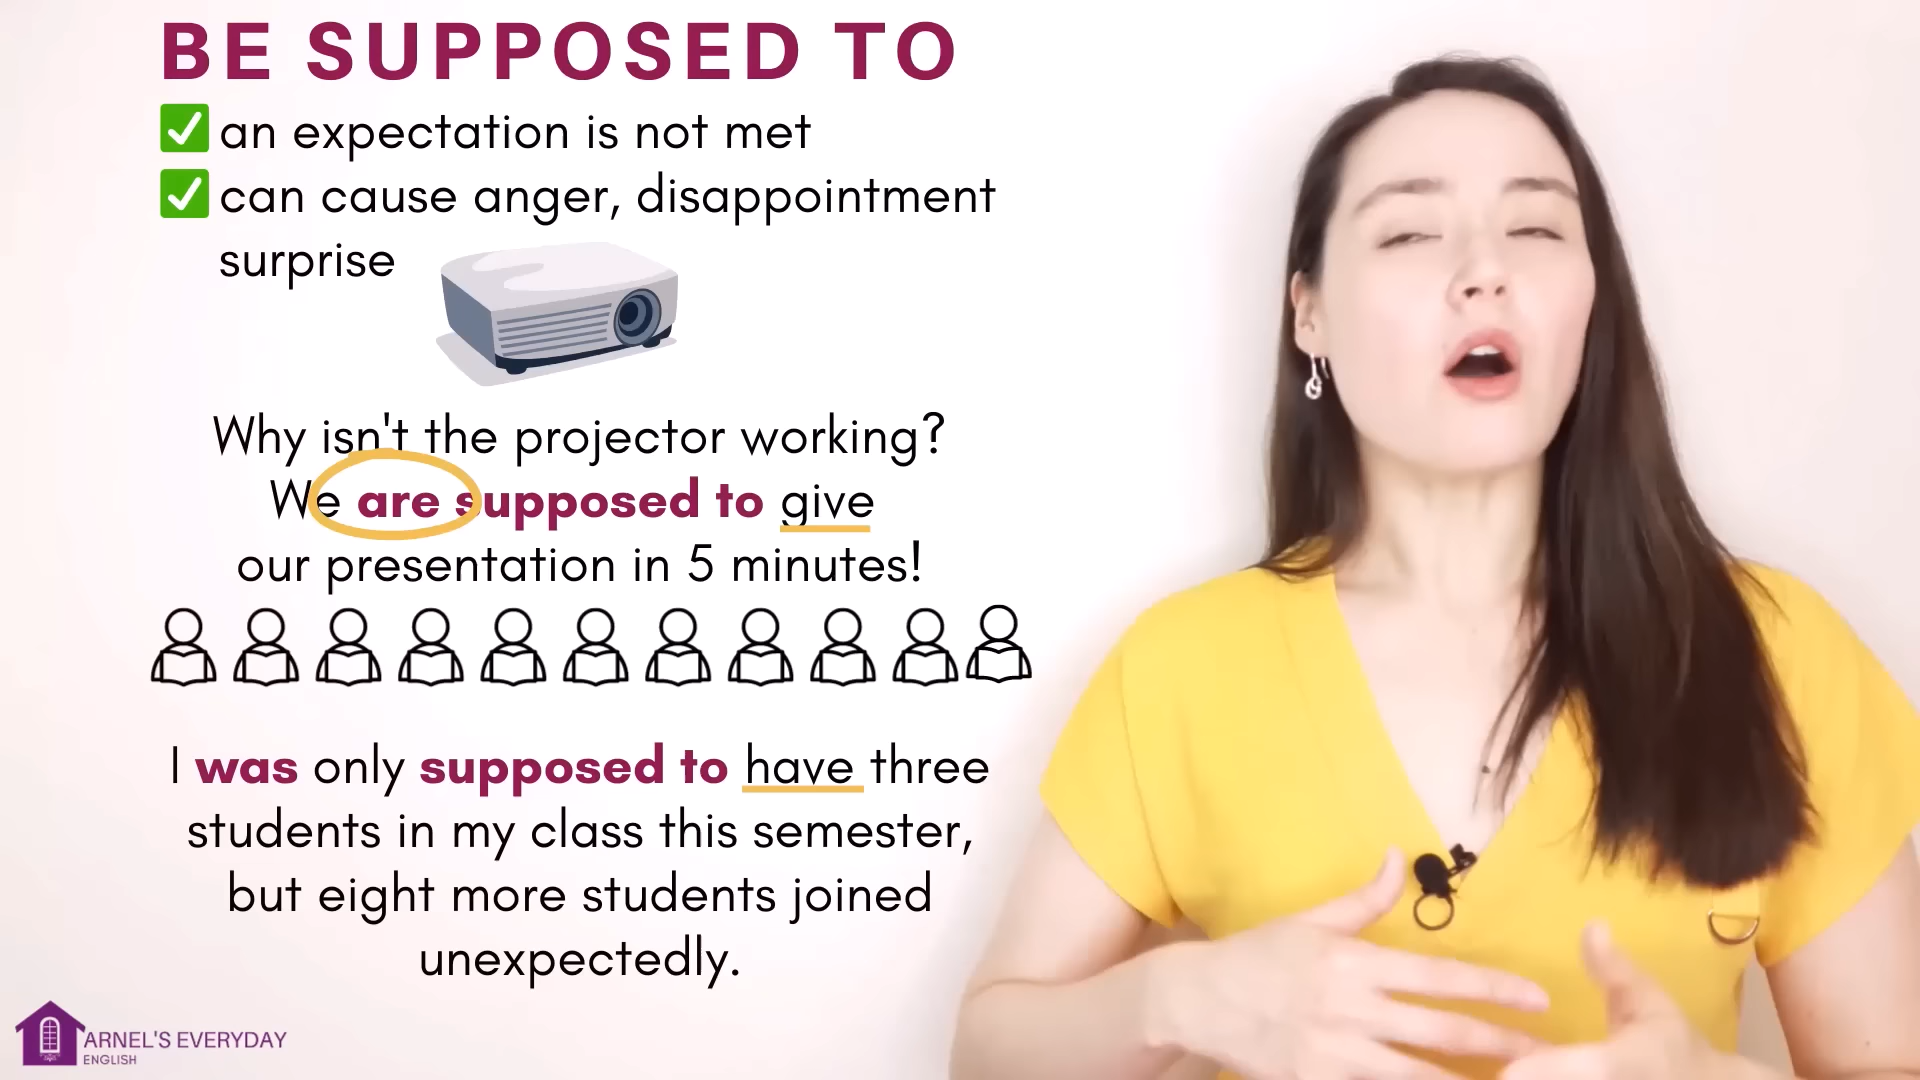 BE SUPPOSED TO
✅ an expectation is not met
✅ can cause anger, disappointment
surprise
Why isn't the projector working?
We are supposed to give
our presentation in 5 minutes!
I was only supposed to have three
students in my class this semester,
but eight more students joined
unexpectedly.
ARNEL'S EVERYDAY
ENGLISH